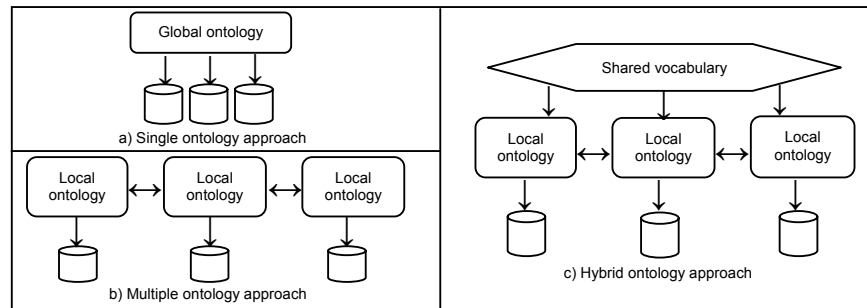 Global ontology
a) Single ontology approach
Local
ontology
Local
ontology
Local
ontology
b) Multiple ontology approach
Shared vocabulary
Local
ontology
Local
ontology
Local
ontology
c) Hybrid ontology approach